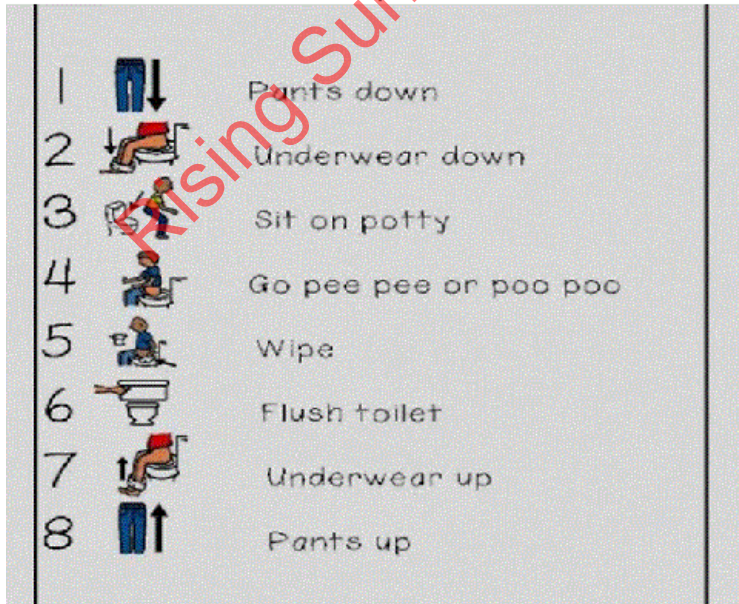 1 Pants down
2 Underwear down
3 Sit on potty
4 Go pee pee or poo poo
5 Wipe
6 Flush toilet
7 Underwear up
8 Pants up
Rising Sun